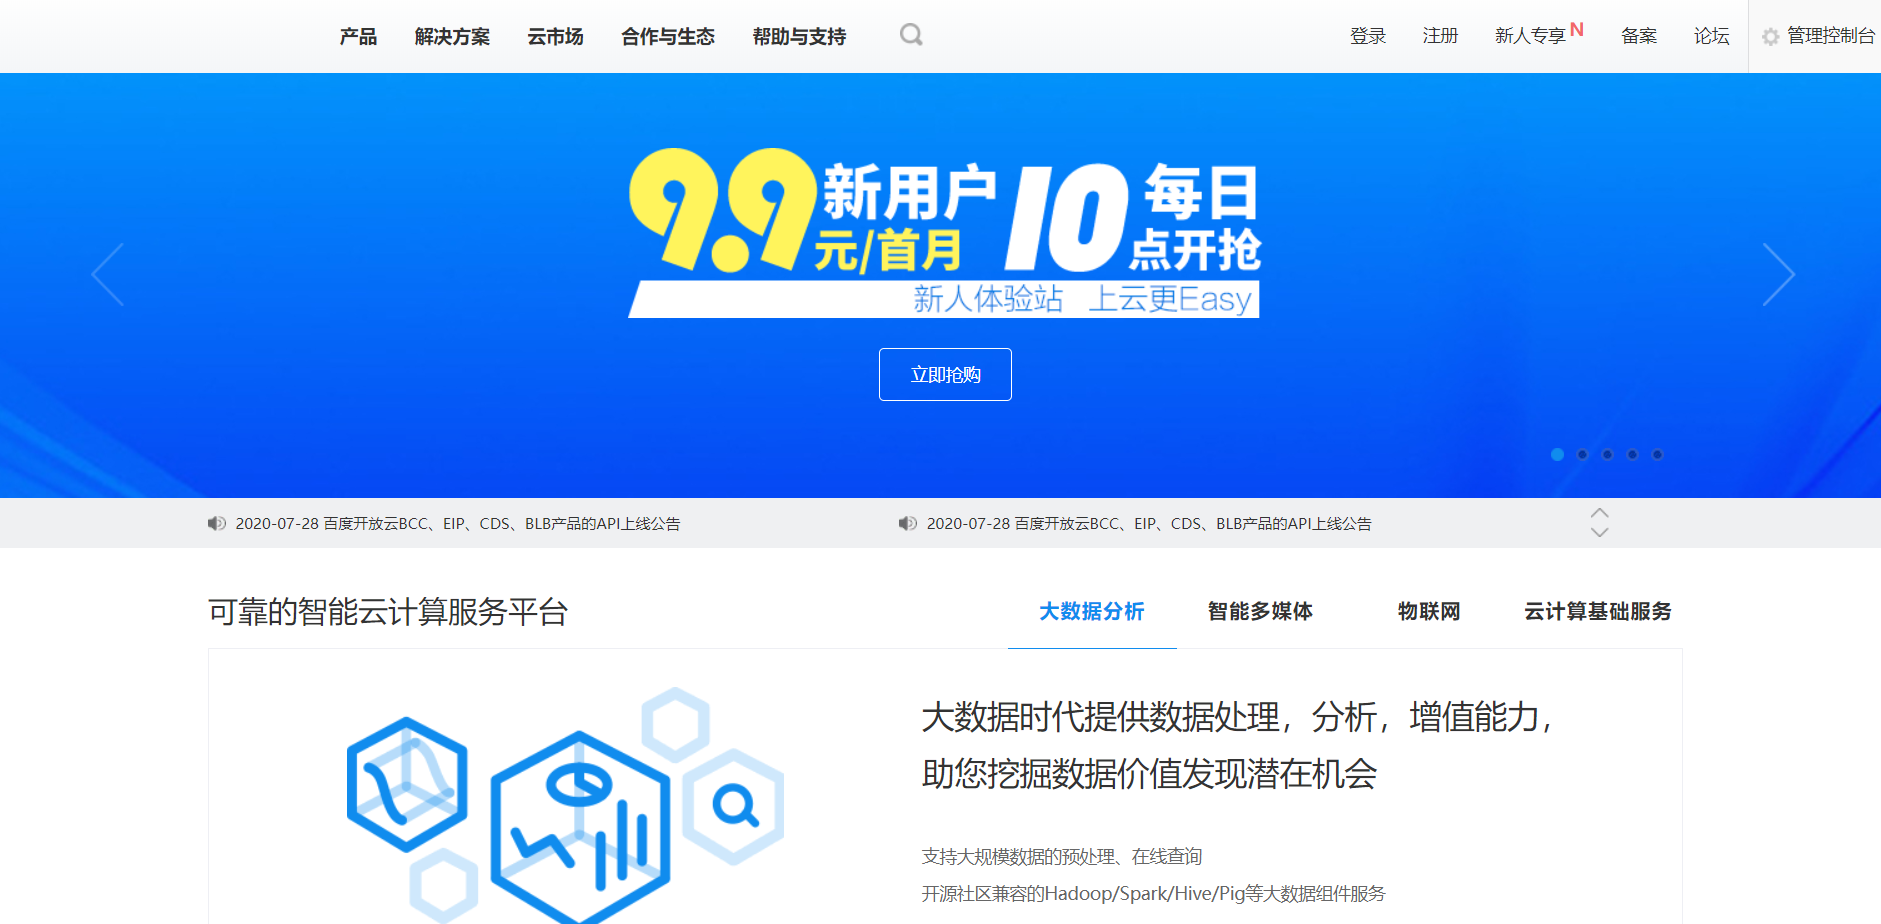 产品 解决方案 云市场 合作与生态 帮助与支持 登录 注册 新人专享 N 备案 论坛 管理控制台
9.9 新用户 10 每日
元/首月 点开抢
新人体验站 上云更Easy
立即抢购
2020-07-28 百度开放云BCC、EIP、CDS、BLB产品的API上线公告 2020-07-28 百度开放云BCC、EIP、CDS、BLB产品的API上线公告
可靠的智能云计算服务平台 大数据分析 智能多媒体 物联网 云计算基础服务
大数据时代提供数据处理，分析，增值能力，
助您挖掘数据价值发现潜在机会
支持大规模数据的预处理、在线查询
开源社区兼容的Hadoop/Spark/Hive/Pig等大数据组件服务